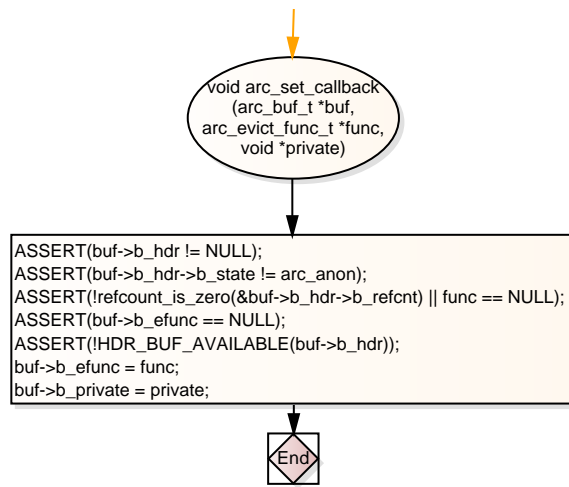 void arc_set_callback
(arc_buf_t *buf,
arc_evict_func_t *func,
void *private)
ASSERT(buf->b_hdr != NULL);
ASSERT(buf->b_hdr->b_state != arc_anon);
ASSERT(!refcount_is_zero(&buf->b_hdr->b_refcnt) || func == NULL);
ASSERT(buf->b_efunc == NULL);
ASSERT(!HDR_BUF_AVAILABLE(buf->b_hdr));
buf->b_efunc = func;
buf->b_private = private;
End